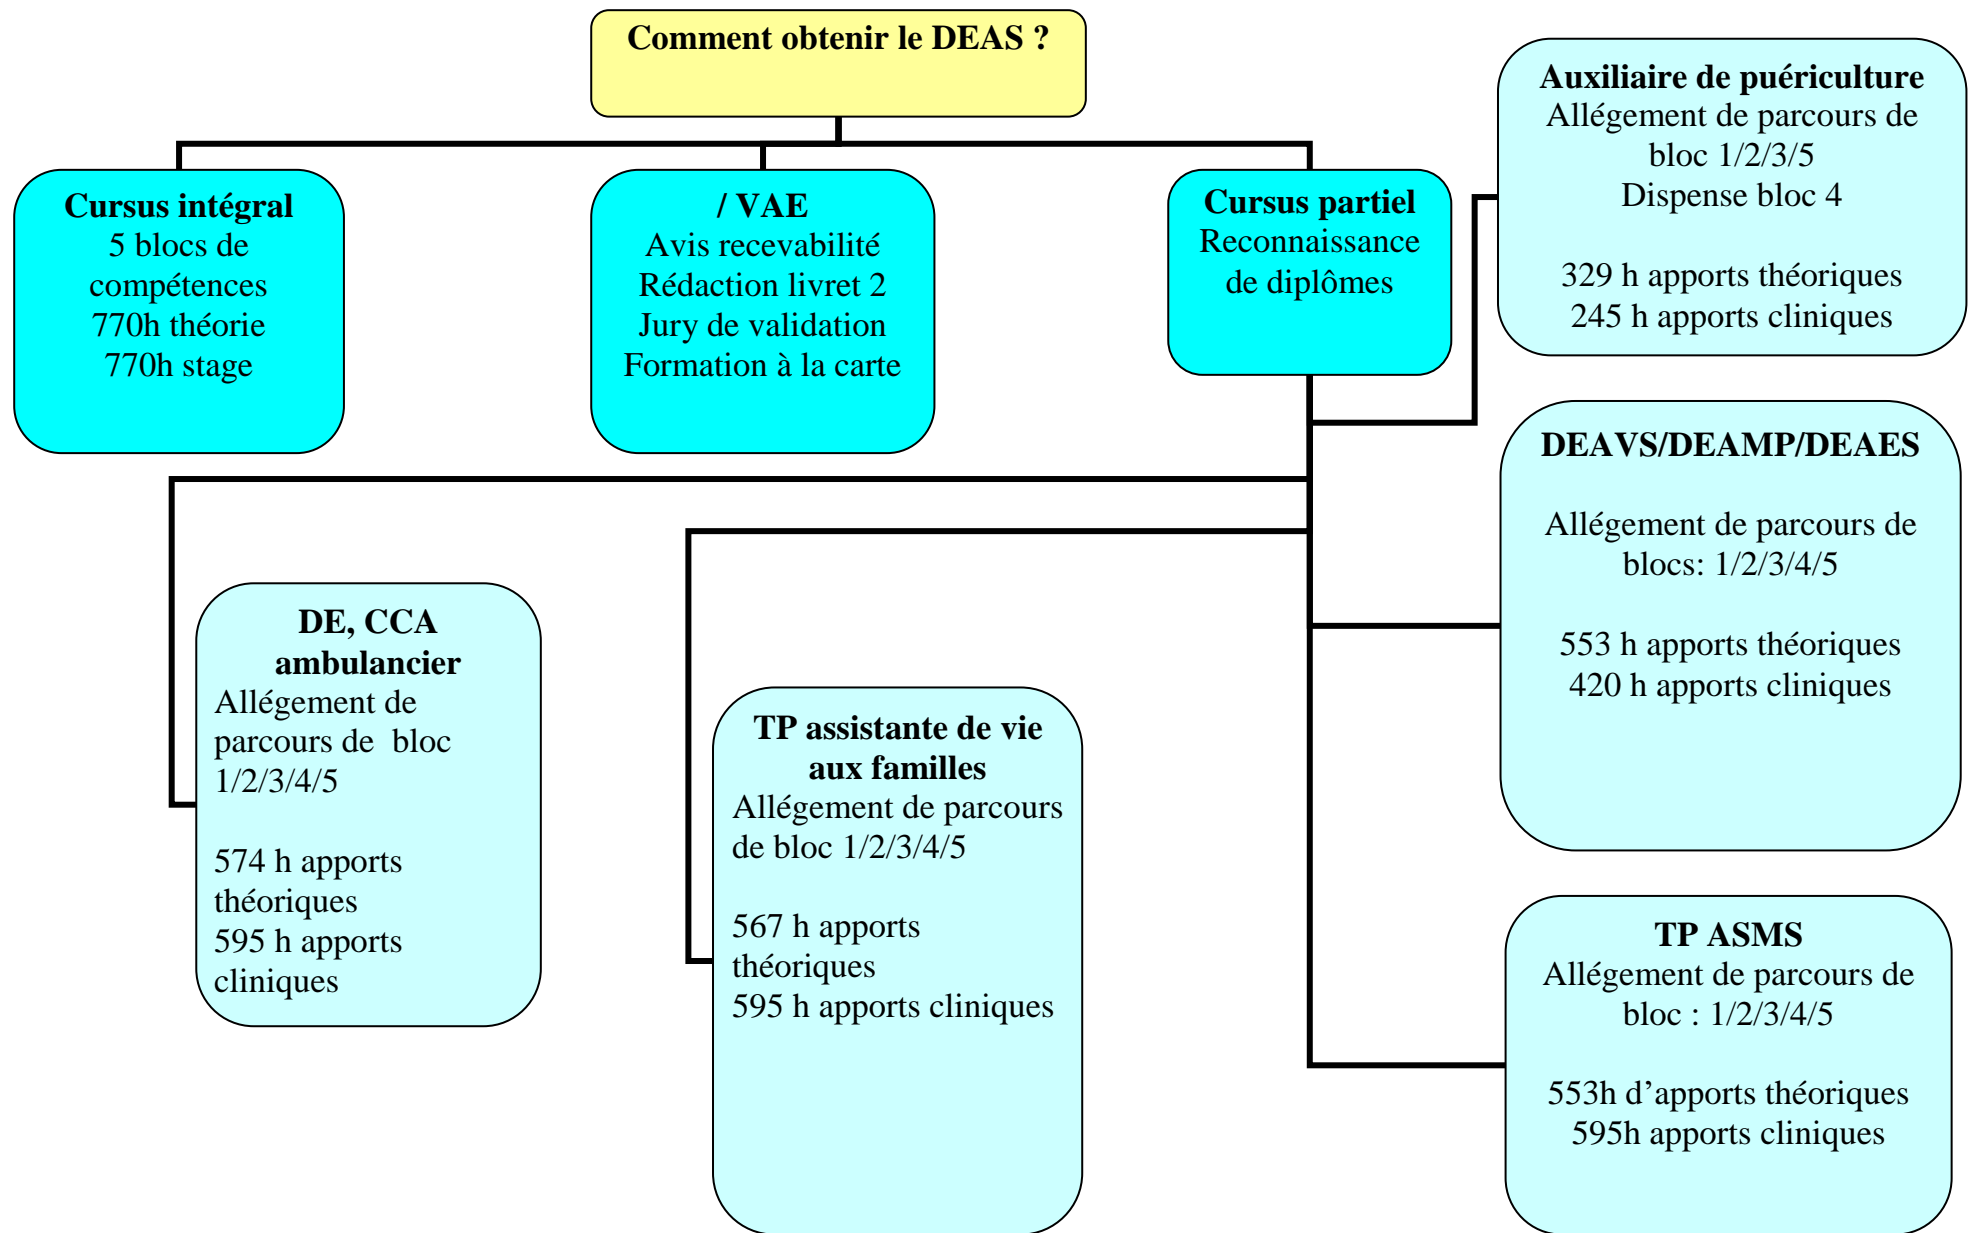 Comment obtenir le DEAS ?
Cursus intégral
5 blocs de
compétences
770h théorie
770h stage
/ VAE
Avis recevabilité
Rédaction livret 2
Jury de validation
Formation à la carte
Cursus partiel
Reconnaissance
de diplômes
Auxiliaire de puériculture
Allégement de parcours de
bloc 1/2/3/5
Dispense bloc 4
329 h apports théoriques
245 h apports cliniques
DEAVS/DEAMP/DEAES
Allégement de parcours de
blocs: 1/2/3/4/5
553 h apports théoriques
420 h apports cliniques
DE, CCA
ambulancier
Allégement de
parcours de  bloc
1/2/3/4/5
574 h apports
théoriques
595 h apports
cliniques
TP assistante de vie
aux familles
Allégement de parcours
de bloc 1/2/3/4/5
567 h apports
théoriques
595 h apports cliniques
TP ASMS
Allégement de parcours de
bloc : 1/2/3/4/5
553h d’apports théoriques
595h apports cliniques